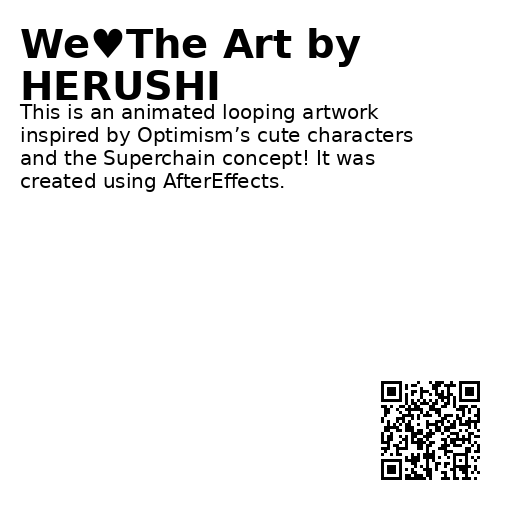 We♥The Art by
HERUSHI
This is an animated looping artwork
inspired by Optimism’s cute characters
and the Superchain concept! It was
created using AfterEffects.